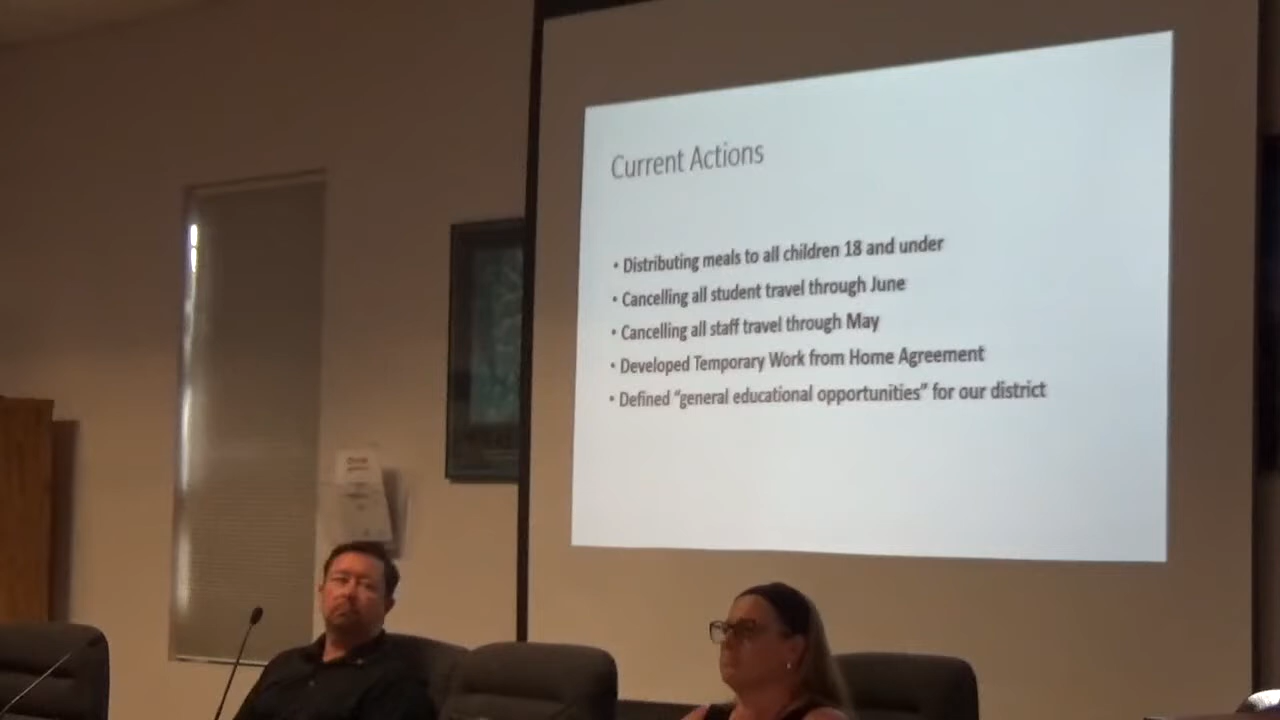 Current Actions
• Distributing meals to all children 18 and under
• Cancelling all student travel through June
• Cancelling all staff travel through May
• Developed Temporary Work from Home Agreement
• Defined “general educational opportunities” for our district